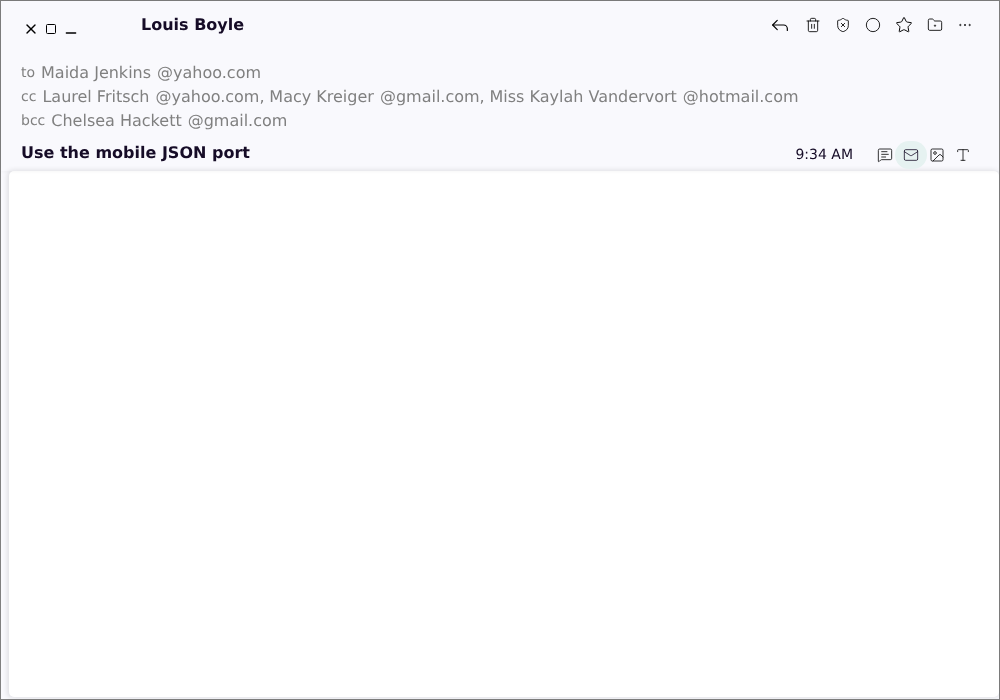 Louis Boyle
to Maida Jenkins @yahoo.com
cc Laurel Fritsch @yahoo.com, Macy Kreiger @gmail.com, Miss Kaylah Vandervort @hotmail.com
bcc Chelsea Hackett @gmail.com
Use the mobile JSON port
9:34 AM